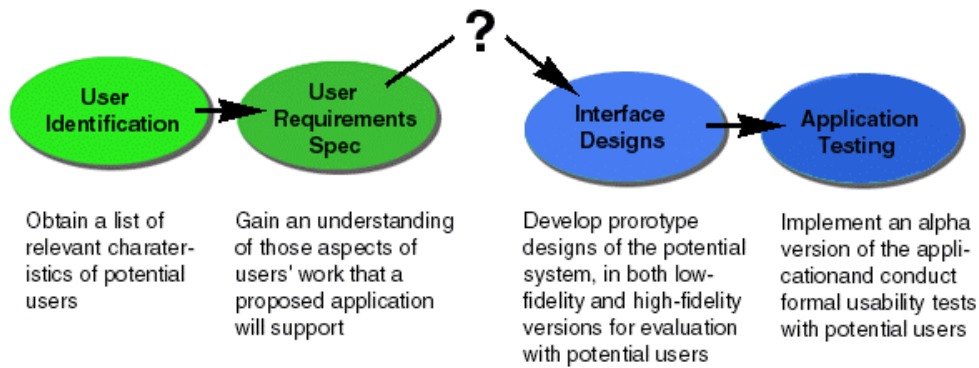 ?
User
Identification
User
Requirements
Spec
Interface
Designs
Application
Testing
Obtain a list of
relevant charater-
istics of potential
users
Gain an understanding
of those aspects of
users' work that a
proposed application
will support
Develop prorotype
designs of the potential
system, in both low-
fidelity and high-fidelity
versions for evaluation
with potential users
Implement an alpha
version of the appli-
cationand conduct
formal usability tests
with potential users